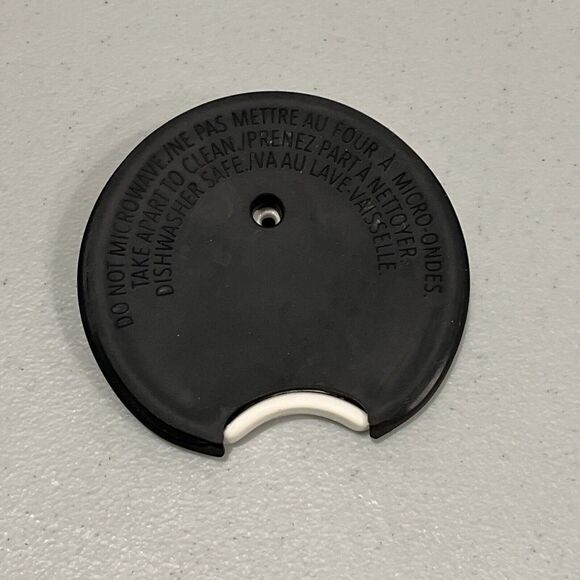 DO NOT MICROWAVE./NE PAS METTRE AU FOUR À MICRO-ONDES.
TAKE APART TO CLEAN./PRENEZ-PART À NETTOYER.
DISHWASHER SAFE./VA AU LAVE-VAISSELLE.